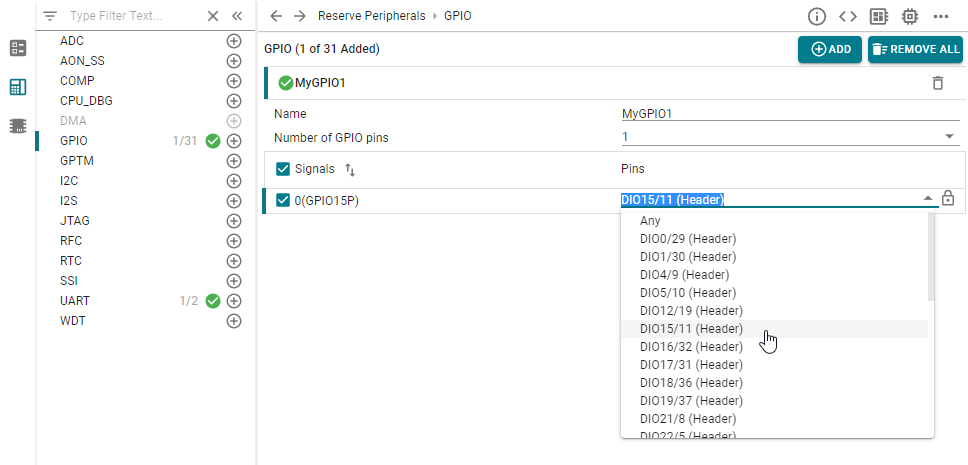 Type Filter Text...
ADC
AON_SS
COMP
CPU_DBG
DMA
GPIO 1/31
GPTM
I2C
I2S
JTAG
RFC
RTC
SSI
UART 1/2
WDT
Reserve Peripherals › GPIO
GPIO (1 of 31 Added)
ADD
REMOVE ALL
MyGPIO1
Name MyGPIO1
Number of GPIO pins 1
Signals Pins
0(GPIO15P) DIO15/11 (Header)
Any
DIO0/29 (Header)
DIO1/30 (Header)
DIO4/9 (Header)
DIO5/10 (Header)
DIO12/19 (Header)
DIO15/11 (Header)
DIO16/32 (Header)
DIO17/31 (Header)
DIO18/36 (Header)
DIO19/37 (Header)
DIO21/8 (Header)
DIO22/5 (Header)